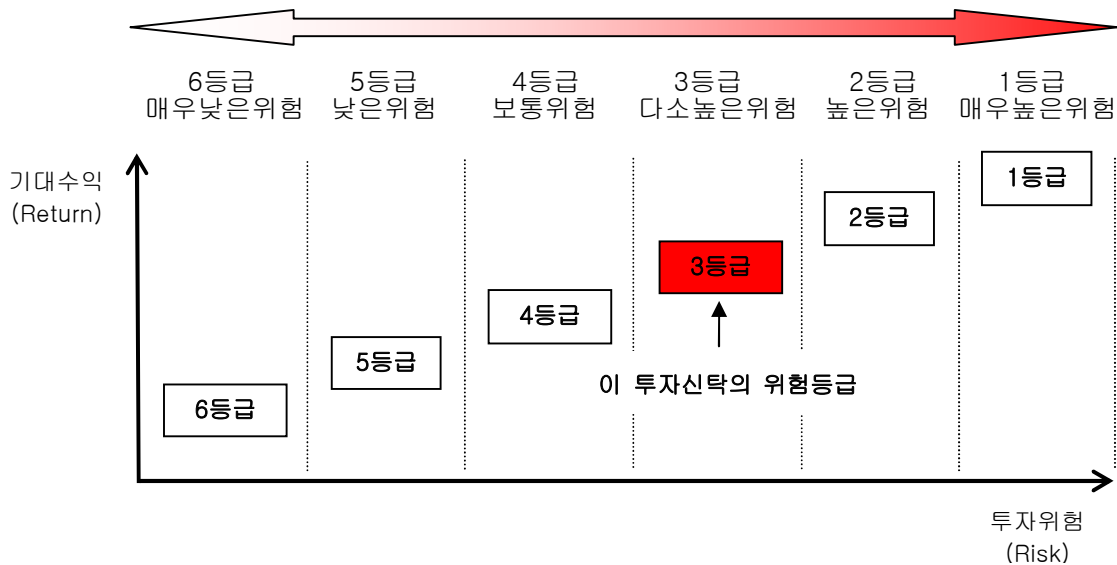 6등급 5등급 4등급 3등급 2등급 1등급
매우낮은위험 낮은위험 보통위험 다소높은위험 높은위험 매우높은위험
기대수익
(Return)
1등급
2등급
3등급
4등급
5등급
이 투자신탁의 위험등급
6등급
투자위험
(Risk)